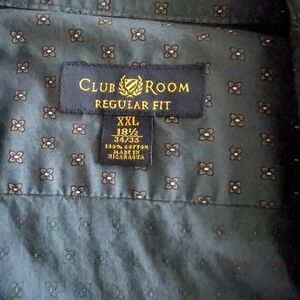 CLUB ROOM
REGULAR FIT
XXL
18½
34/35
100% COTTON
MADE IN
NICARAGUA